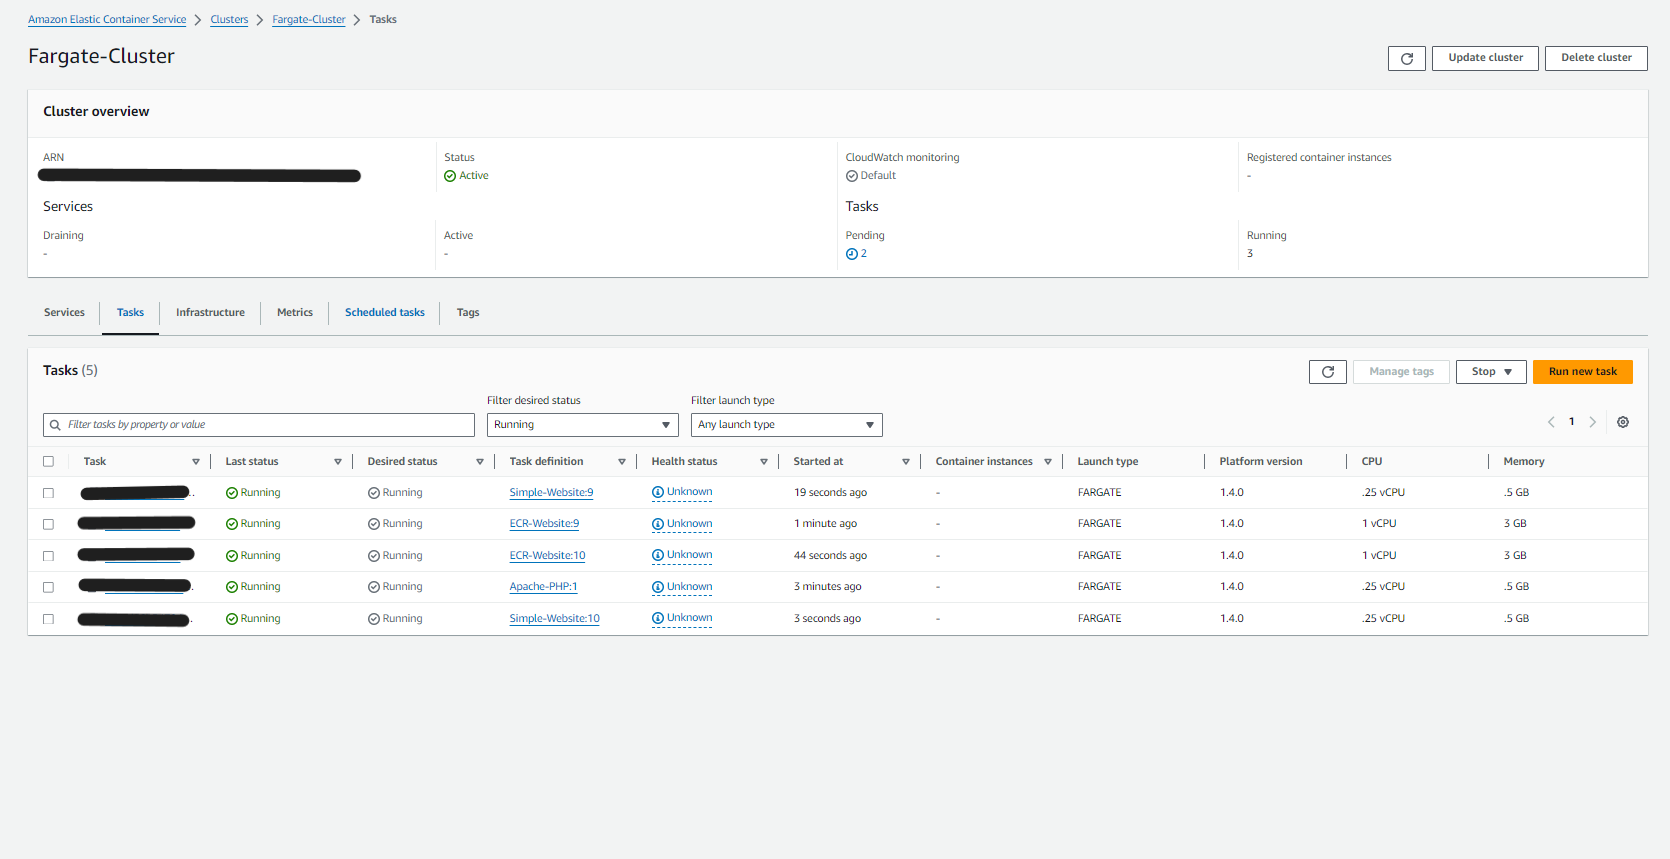 Amazon Elastic Container Service > Clusters > Fargate-Cluster > Tasks
Fargate-Cluster
Update cluster Delete cluster
Cluster overview
ARN Status CloudWatch monitoring Registered container instances
Active Default -
Services Tasks
Draining Active Pending Running
- - 2 3
Services Tasks Infrastructure Metrics Scheduled tasks Tags
Tasks (5) Manage tags Stop Run new task
Filter desired status Filter launch type
Filter tasks by property or value Running Any launch type 1
Task Last status Desired status Task definition Health status Started at Container instances Launch type Platform version CPU Memory
Running Running Simple-Website:9 Unknown 19 seconds ago - FARGATE 1.4.0 .25 vCPU .5 GB
Running Running ECR-Website:9 Unknown 1 minute ago - FARGATE 1.4.0 1 vCPU 3 GB
Running Running ECR-Website:10 Unknown 44 seconds ago - FARGATE 1.4.0 1 vCPU 3 GB
Running Running Apache-PHP:1 Unknown 3 minutes ago - FARGATE 1.4.0 .25 vCPU .5 GB
Running Running Simple-Website:10 Unknown 3 seconds ago - FARGATE 1.4.0 .25 vCPU .5 GB